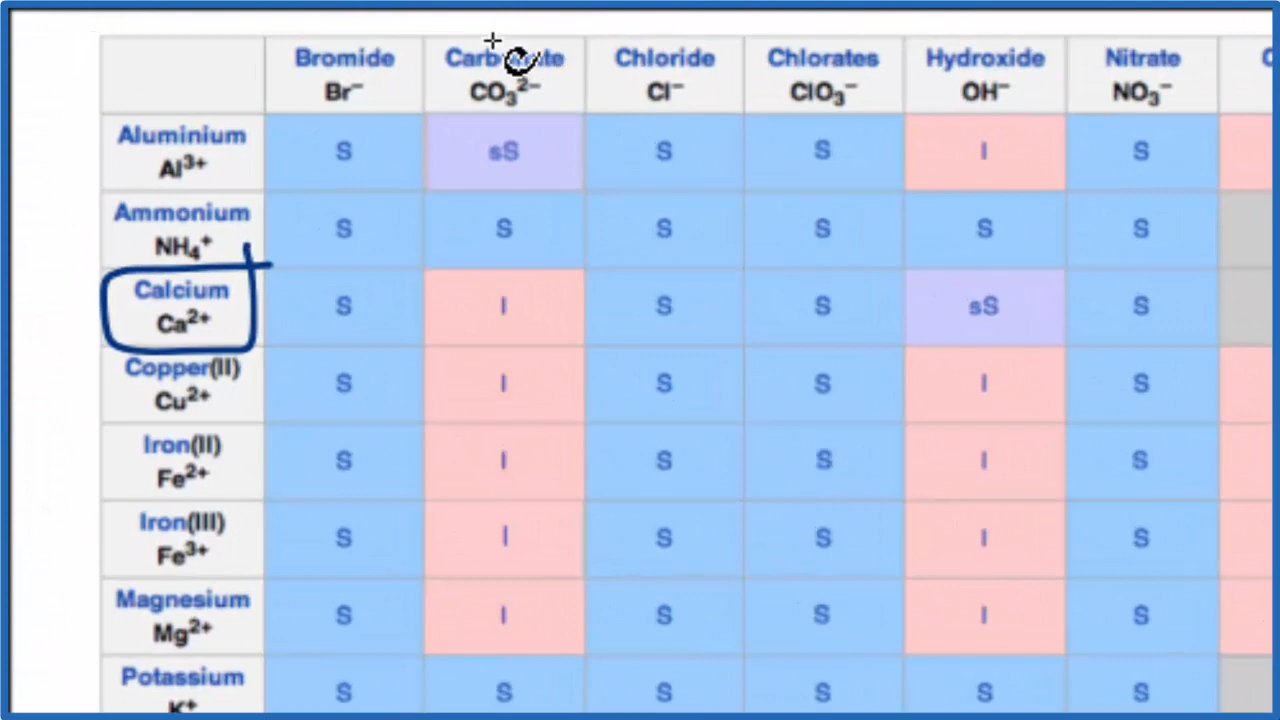 Bromide Chloride Chlorates Hydroxide Nitrate
Br⁻ CO₃²⁻ Cl⁻ ClO₃⁻ OH⁻ NO₃⁻
Aluminium
Al³⁺ S sS S S I S
Ammonium
NH₄⁺ S S S S S S
Calcium
Ca²⁺ S I S S sS S
Copper(II)
Cu²⁺ S I S S I S
Iron(II)
Fe²⁺ S I S S I S
Iron(III)
Fe³⁺ S I S S I S
Magnesium
Mg²⁺ S I S S I S
Potassium
K⁺ S S S S S S